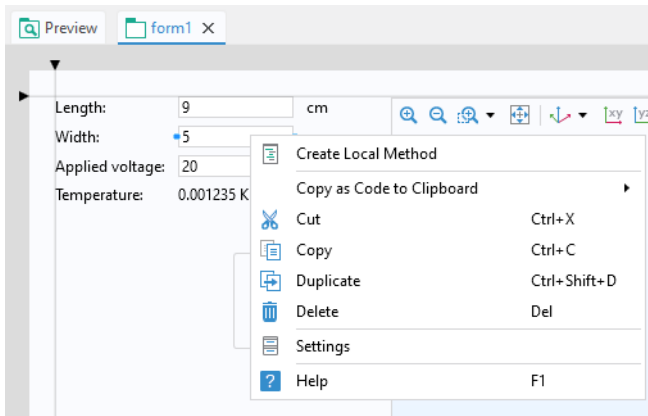 Preview form1
Length: 9 cm
Width: 5
Applied voltage: 20
Temperature: 0.001235 K
xy
Create Local Method
Copy as Code to Clipboard
Cut Ctrl+X
Copy Ctrl+C
Duplicate Ctrl+Shift+D
Delete Del
Settings
Help F1